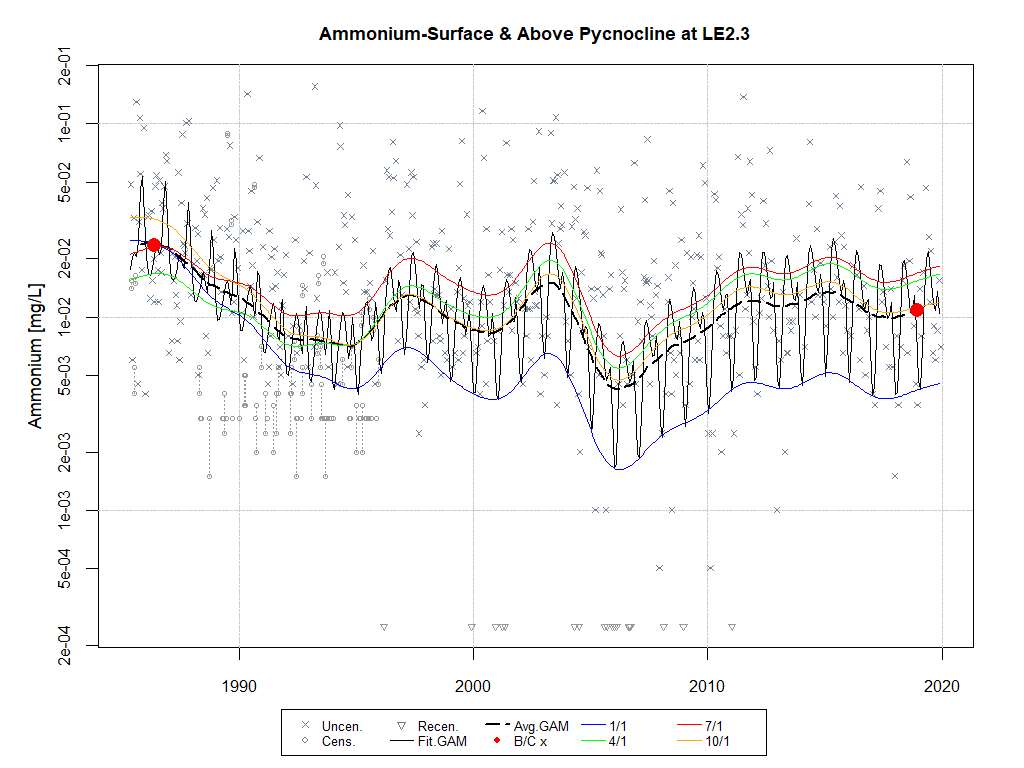 Ammonium-Surface & Above Pycnocline at LE2.3
Ammonium [mg/L]
2e-01
1e-01
5e-02
2e-02
1e-02
5e-03
2e-03
1e-03
5e-04
2e-04
1990 2000 2010 2020
Uncen. Recen. Avg.GAM 1/1 7/1
Cens. Fit.GAM B/C x 4/1 10/1